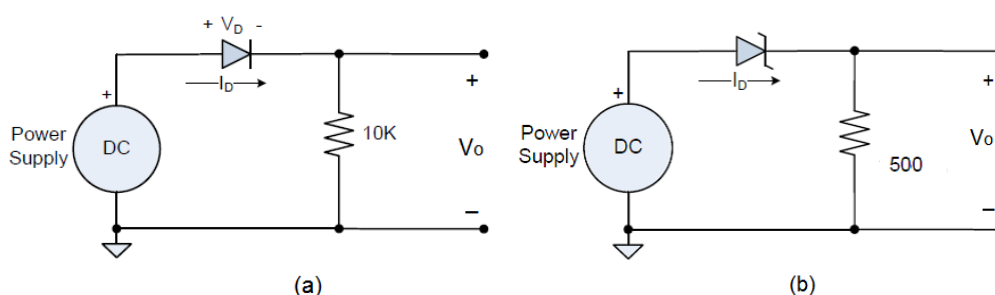 + V_D -
I_D
+
Power
Supply
DC
10K
+
Vo
–
(a)
I_D
+
Power
Supply
DC
500
+
Vo
–
(b)